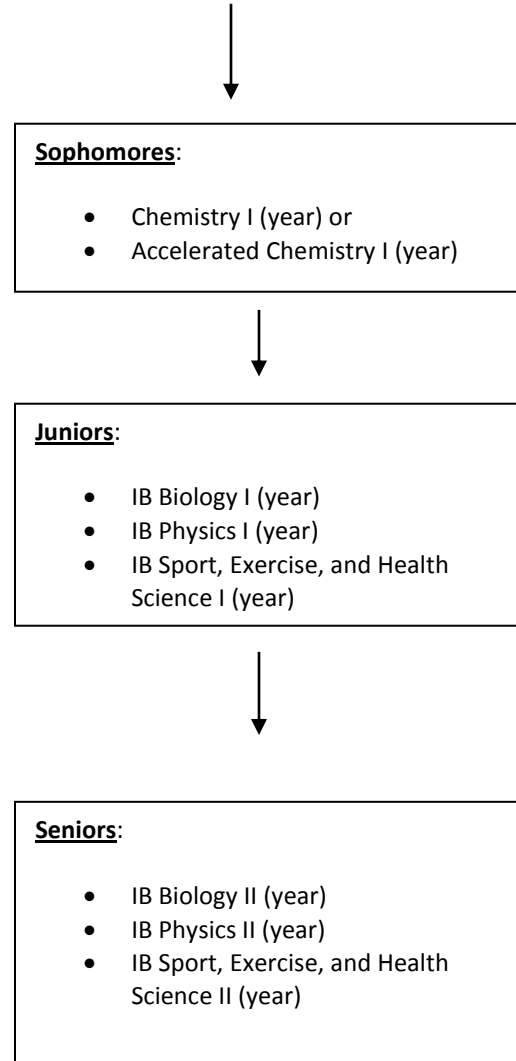 Sophomores:
• Chemistry I (year) or
• Accelerated Chemistry I (year)
Juniors:
• IB Biology I (year)
• IB Physics I (year)
• IB Sport, Exercise, and Health
Science I (year)
Seniors:
• IB Biology II (year)
• IB Physics II (year)
• IB Sport, Exercise, and Health
Science II (year)